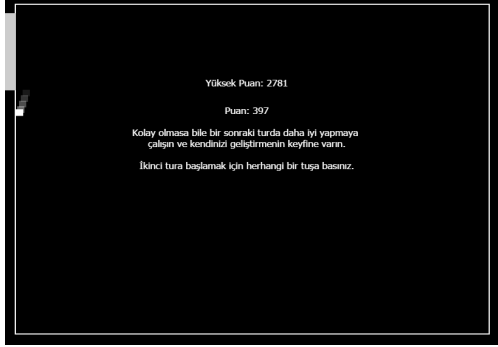 Yüksek Puan: 2781
Puan: 397
Kolay olmasa bile bir sonraki turda daha iyi yapmaya
çalışın ve kendinizi geliştirmenin keyfine varın.
İkinci tura başlamak için herhangi bir tuşa basınız.